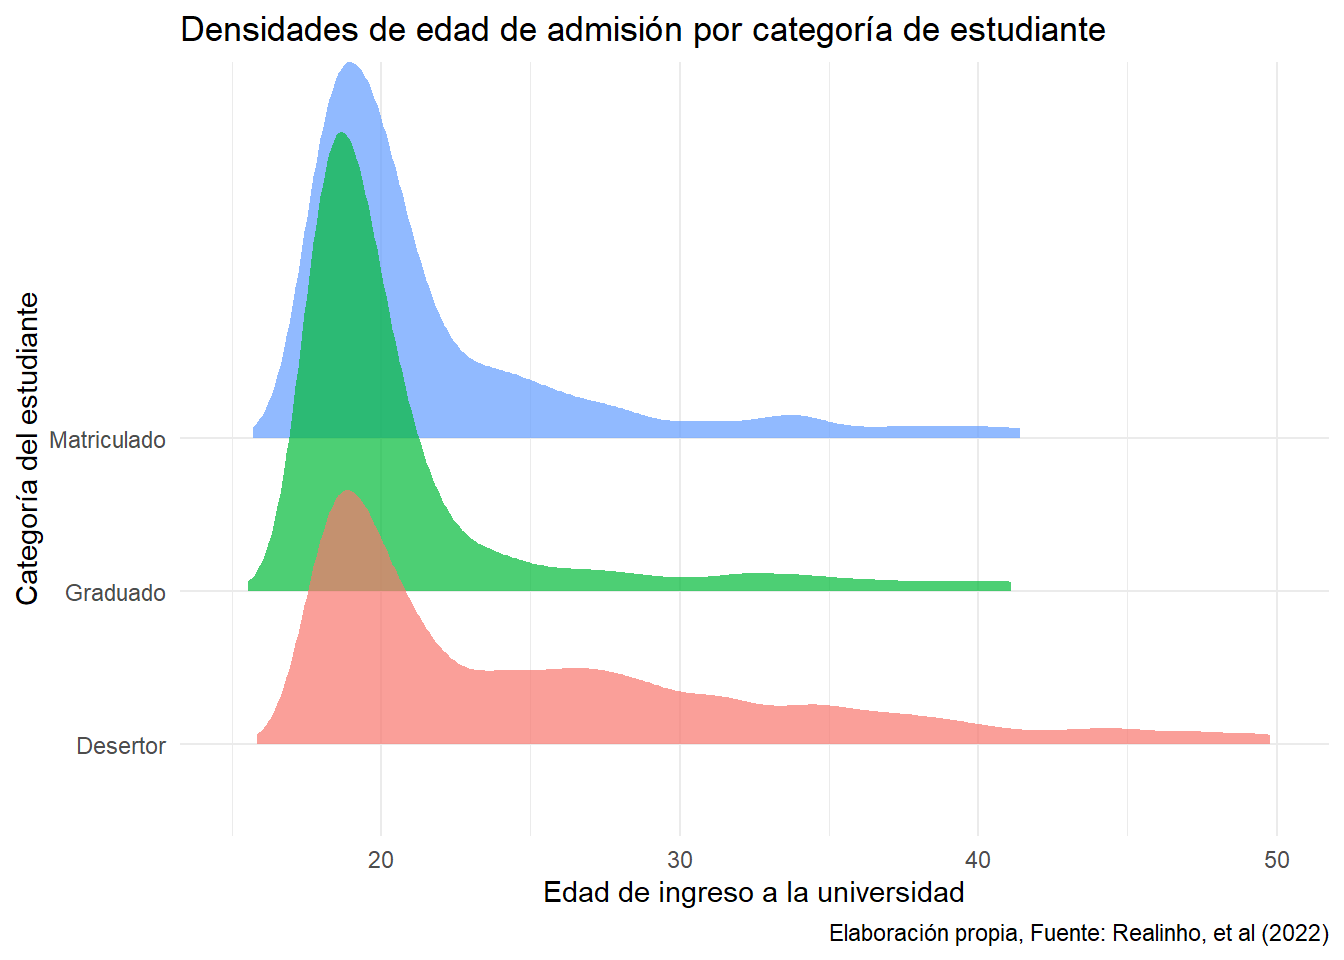 Densidades de edad de admisión por categoría de estudiante
Categoría del estudiante
Matriculado
Graduado
Desertor
20 30 40 50
Edad de ingreso a la universidad
Elaboración propia, Fuente: Realinho, et al (2022)